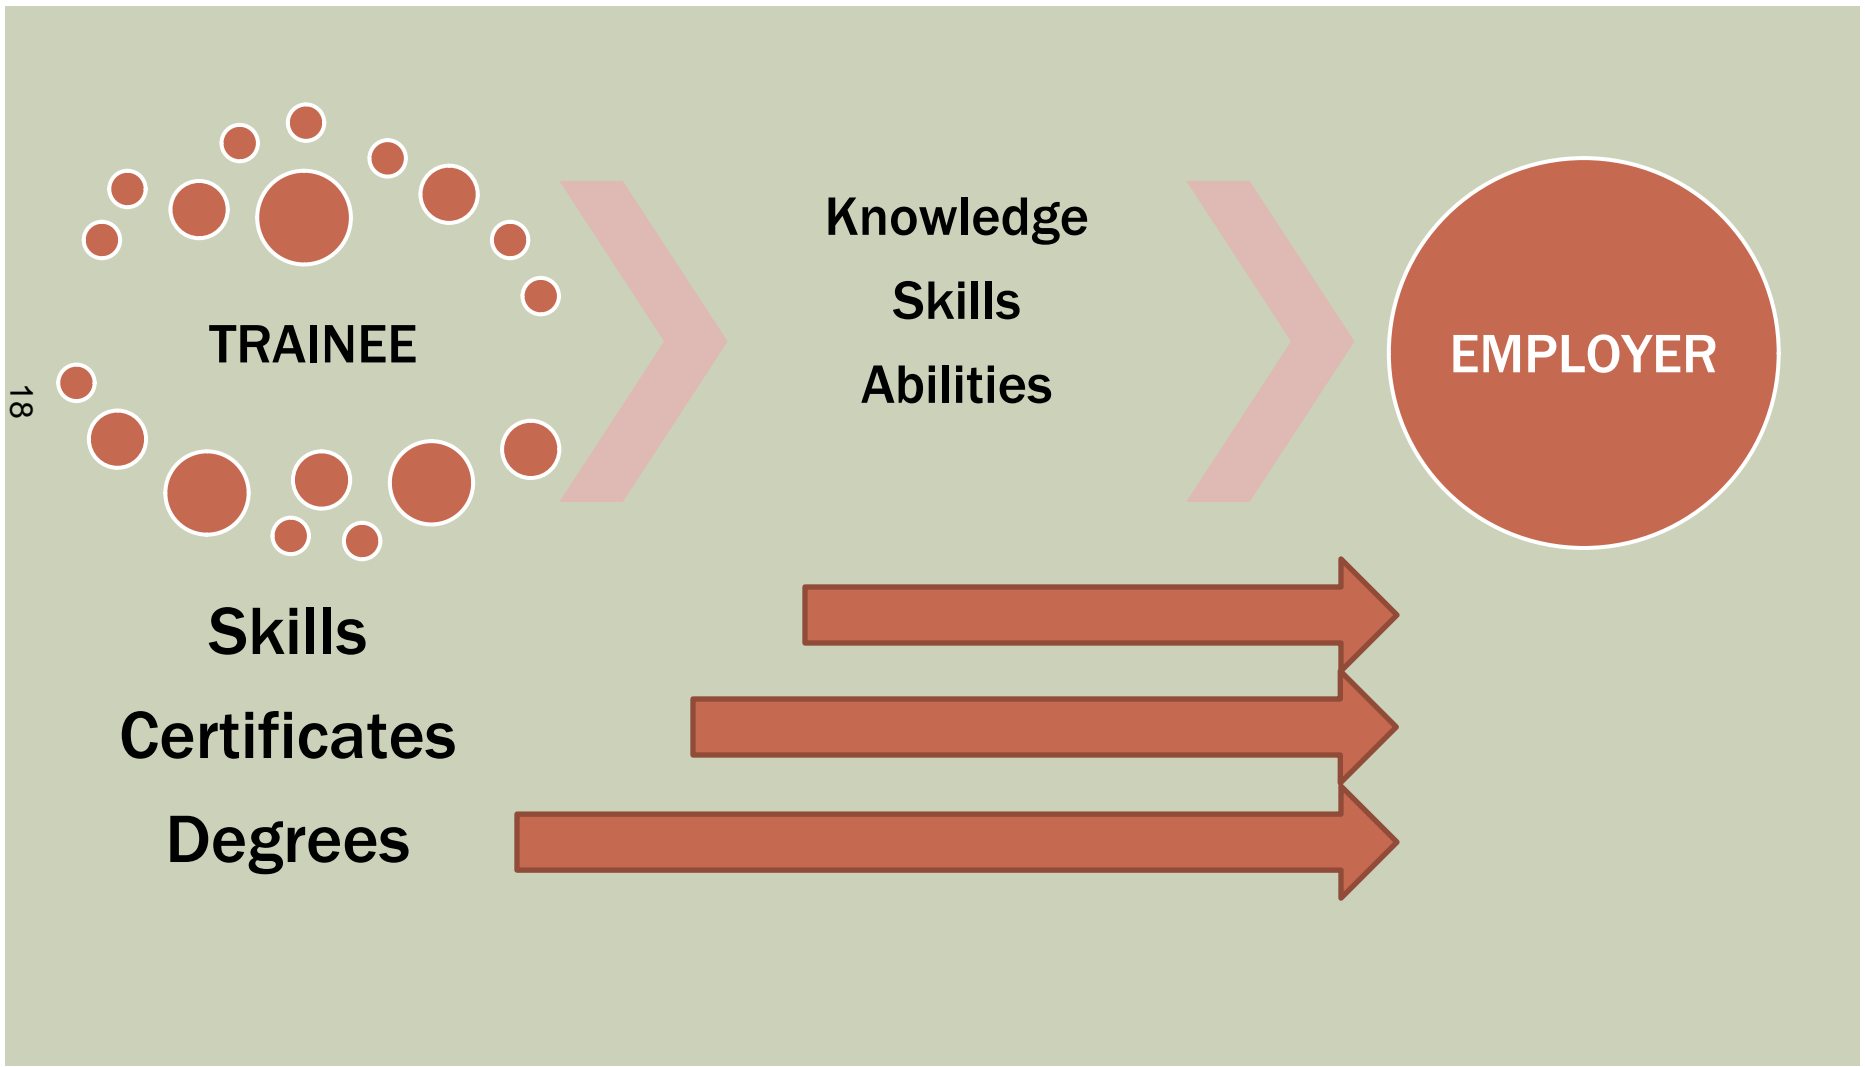 TRAINEE
Knowledge
Skills
Abilities
EMPLOYER
Skills
Certificates
Degrees
18